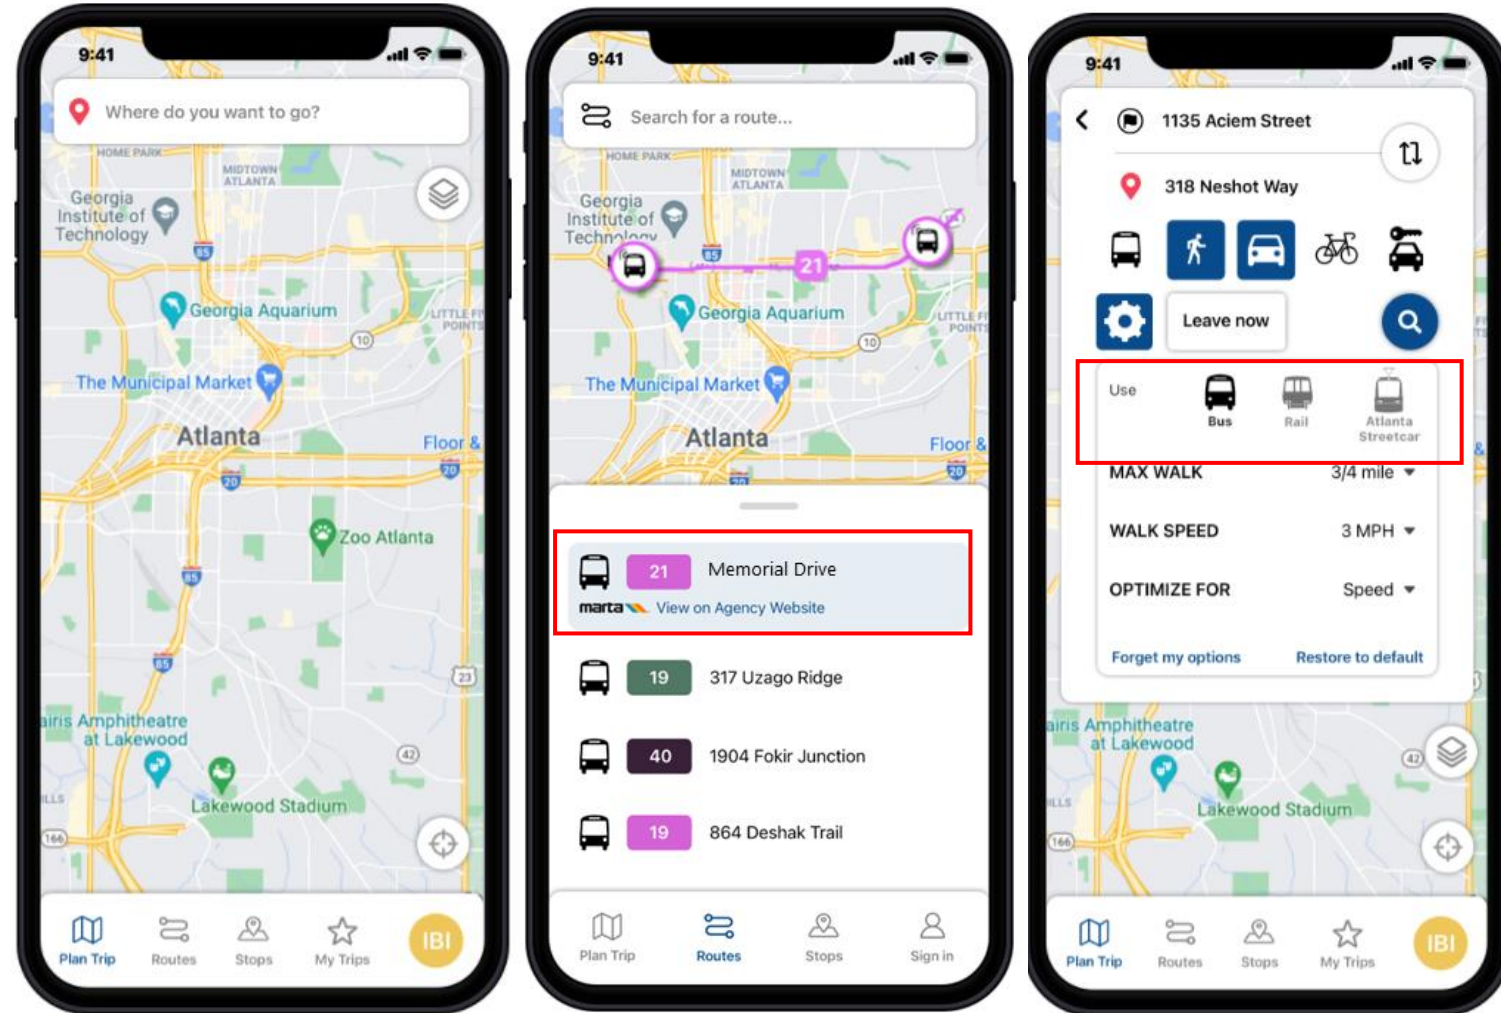 9:41
Where do you want to go?
HOME PARK
MIDTOWN
ATLANTA
Georgia
Institute of
Technology
85
Georgia Aquarium
LITTLE FI
POINTS
10
The Municipal Market
Atlanta
Floor &
20
20
Zoo Atlanta
85
85
23
airis Amphitheatre
at Lakewood
42
Lakewood Stadium
ILLS
166
Plan Trip
Routes
Stops
My Trips
IBI
9:41
Search for a route...
HOME PARK
MIDTOWN
ATLANTA
Georgia
Institute of
Technology
85
21
Georgia Aquarium
LITTLE FI
POINTS
10
The Municipal Market
Atlanta
Floor &
20
20
21 Memorial Drive
marta View on Agency Website
19 317 Uzago Ridge
40 1904 Fokir Junction
19 864 Deshak Trail
Plan Trip
Routes
Stops
Sign in
9:41
1135 Aciem Street
318 Neshot Way
Leave now
Use
Bus
Rail
Atlanta
Streetcar
MAX WALK 3/4 mile
WALK SPEED 3 MPH
OPTIMIZE FOR Speed
Forget my options Restore to default
airis Amphitheatre
at Lakewood
42
Lakewood Stadium
ILLS
166
Plan Trip
Routes
Stops
My Trips
IBI